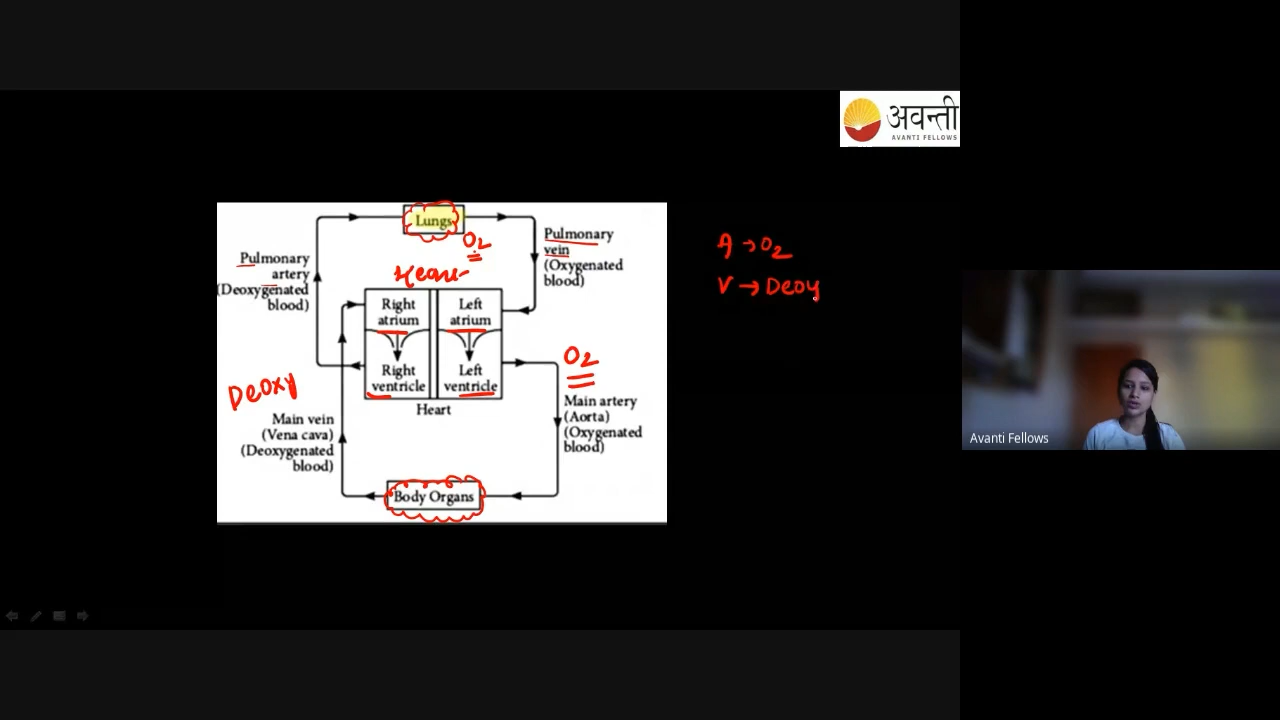 अवन्ती
AVANTI FELLOWS
Lungs
O2
Pulmonary
vein
(Oxygenated
blood)
Pulmonary
artery
(Deoxygenated
blood)
Heart
Right
atrium
Left
atrium
Right
ventricle
Left
ventricle
Heart
O2
Deoxy
Main vein
(Vena cava)
(Deoxygenated
blood)
Main artery
(Aorta)
(Oxygenated
blood)
Body Organs
A → O2
V → Deoy
Avanti Fellows